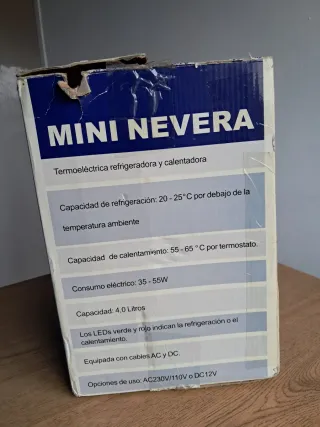 MINI NEVERA
Termoeléctrica refrigeradora y calentadora
Capacidad de refrigeración: 20 - 25°C por debajo de la
temperatura ambiente
Capacidad de calentamiento: 55 - 65 °C por termostato.
Consumo eléctrico: 35 - 55W
Capacidad: 4,0 Litros
Los LEDs verde y rojo indican la refrigeración o el
calentamiento.
Equipada con cables AC y DC.
Opciones de uso: AC230V/110V o DC12V